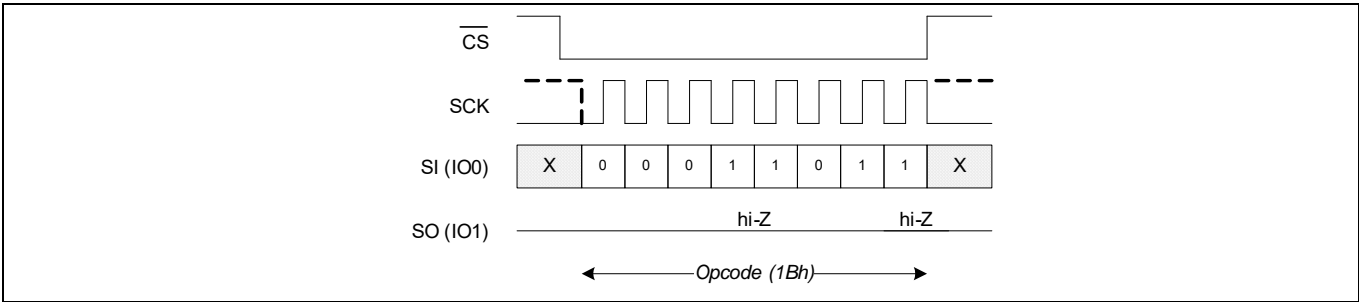 CS
SCK
SI (IO0) X 0 0 0 1 1 0 1 1 X
hi-Z hi-Z
SO (IO1)
Opcode (1Bh)